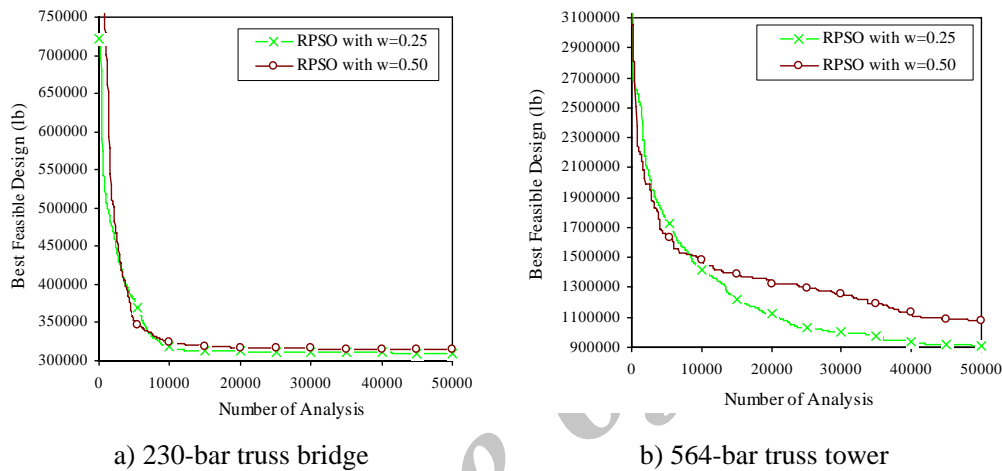 750000
700000
650000
600000
550000
500000
450000
400000
350000
300000
Best Feasible Design (lb)
RPSO with w=0.25
RPSO with w=0.50
0 10000 20000 30000 40000 50000
Number of Analysis
a) 230-bar truss bridge
3100000
2900000
2700000
2500000
2300000
2100000
1900000
1700000
1500000
1300000
1100000
900000
Best Feasible Design (lb)
RPSO with w=0.25
RPSO with w=0.50
0 10000 20000 30000 40000 50000
Number of Analysis
b) 564-bar truss tower